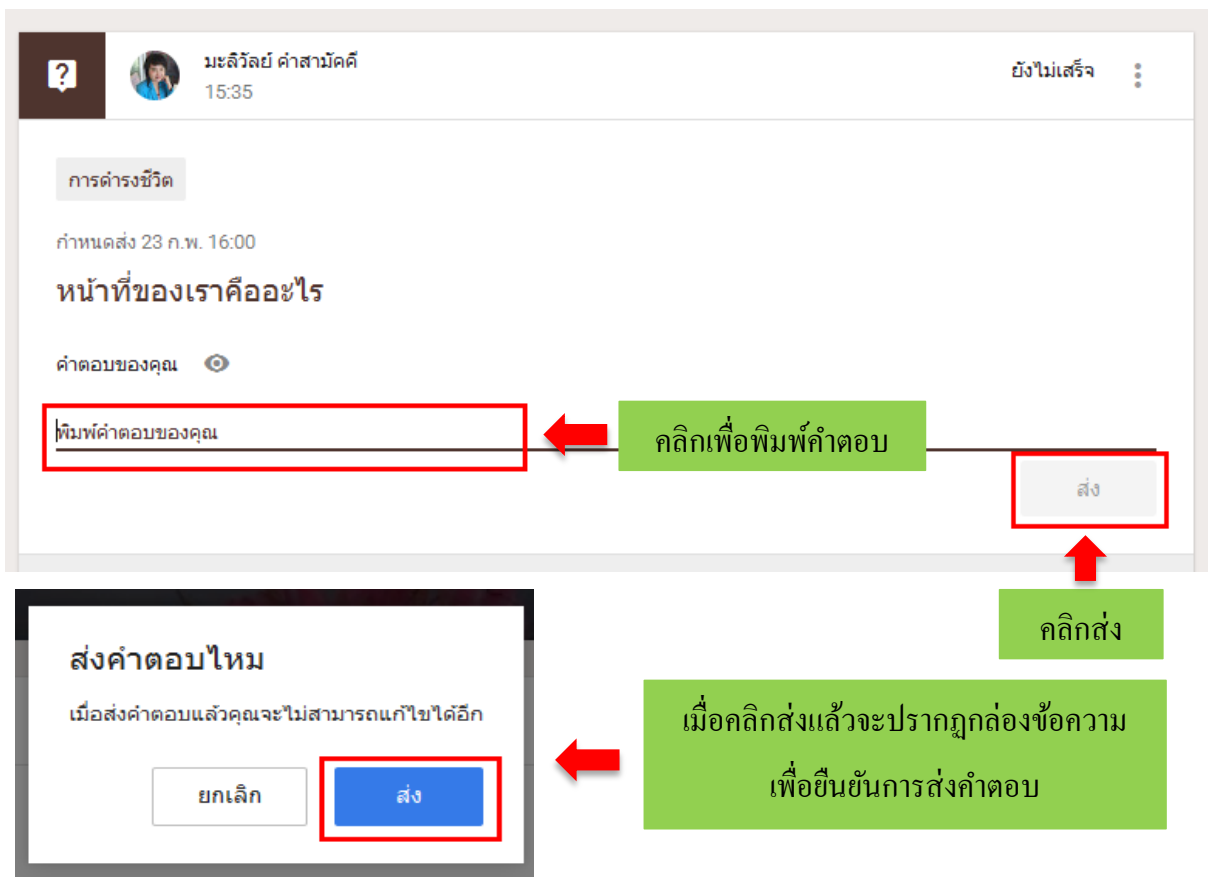 มะลิวัลย์ คำสามัคคี
ยังไม่เสร็จ
15:35
การดำรงชีวิต
กำหนดส่ง 23 ก.พ. 16:00
หน้าที่ของเราคืออะไร
คำตอบของคุณ
พิมพ์คำตอบของคุณ
คลิกเพื่อพิมพ์คำตอบ
ส่ง
คลิกส่ง
ส่งคำตอบไหม
เมื่อส่งคำตอบแล้วคุณจะไม่สามารถแก้ไขได้อีก
ยกเลิก
ส่ง
เมื่อคลิกส่งแล้วจะปรากฏกล่องข้อความ
เพื่อยืนยันการส่งคำตอบ